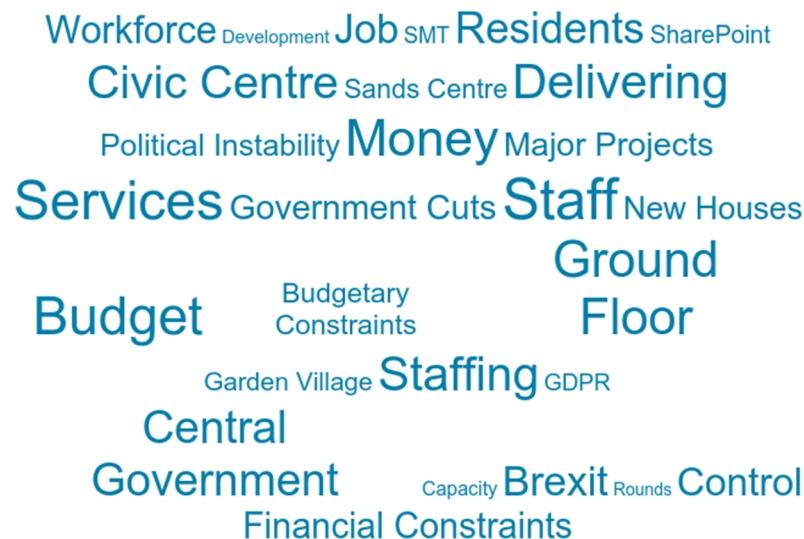 Workforce Development Job SMT Residents SharePoint
Civic Centre Sands Centre Delivering
Political Instability Money Major Projects
Services Government Cuts Staff New Houses
Budget Budgetary Constraints Ground Floor
Garden Village Staffing GDPR
Central Government Capacity Brexit Rounds Control
Financial Constraints